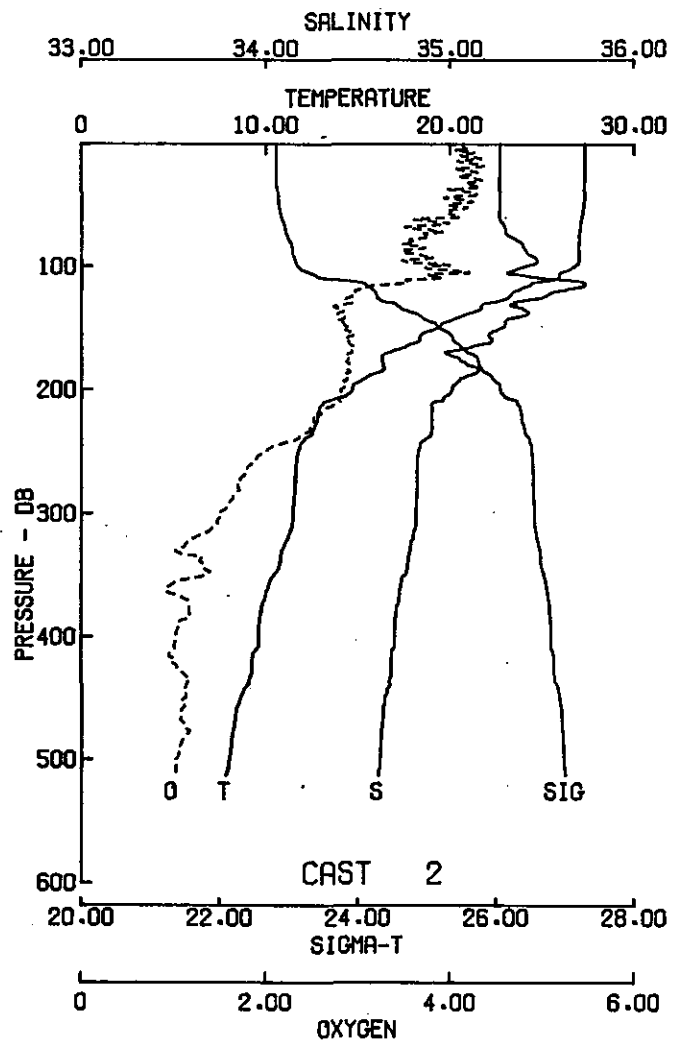 SALINITY
33.00 34.00 35.00 36.00
TEMPERATURE
0 10.00 20.00 30.00
100
200
300
400
500
600
PRESSURE - DB
O T S SIG
CAST 2
20.00 22.00 24.00 26.00 28.00
SIGMA-T
0 2.00 4.00 6.00
OXYGEN